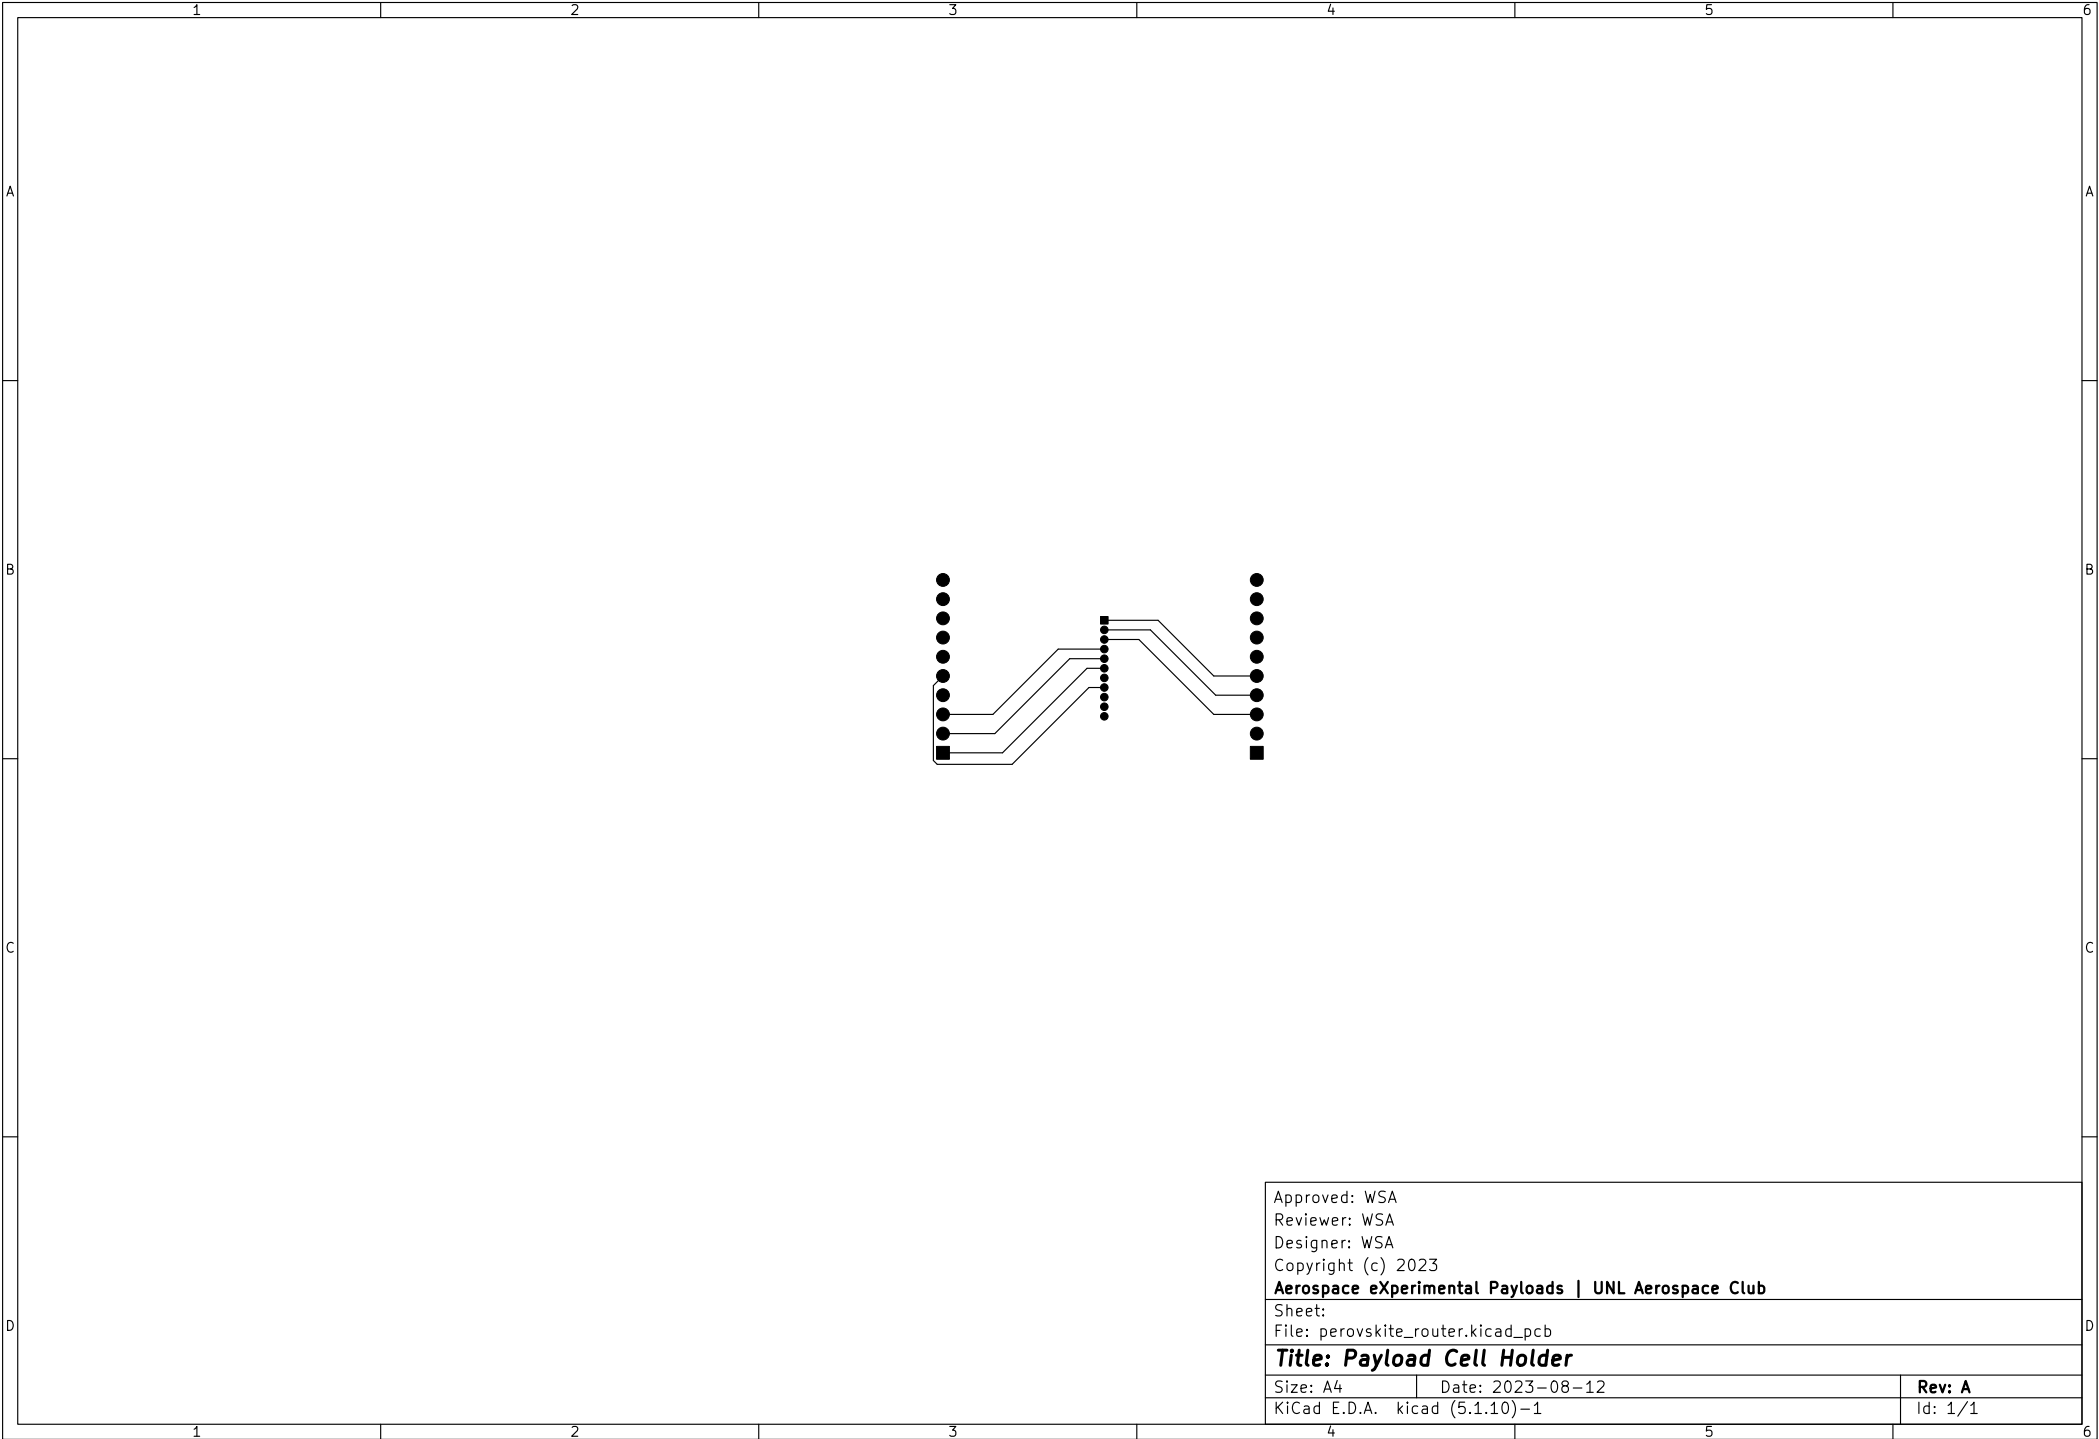 1 2 3 4 5 6
A A
B B
C C
Approved: WSA
Reviewer: WSA
Designer: WSA
Copyright (c) 2023
Aerospace eXperimental Payloads | UNL Aerospace Club
Sheet:
D D
File: perovskite_router.kicad_pcb
Title: Payload Cell Holder
Size: A4 Date: 2023-08-12 Rev: A
KiCad E.D.A. kicad (5.1.10)-1 Id: 1/1
1 2 3 4 5 6